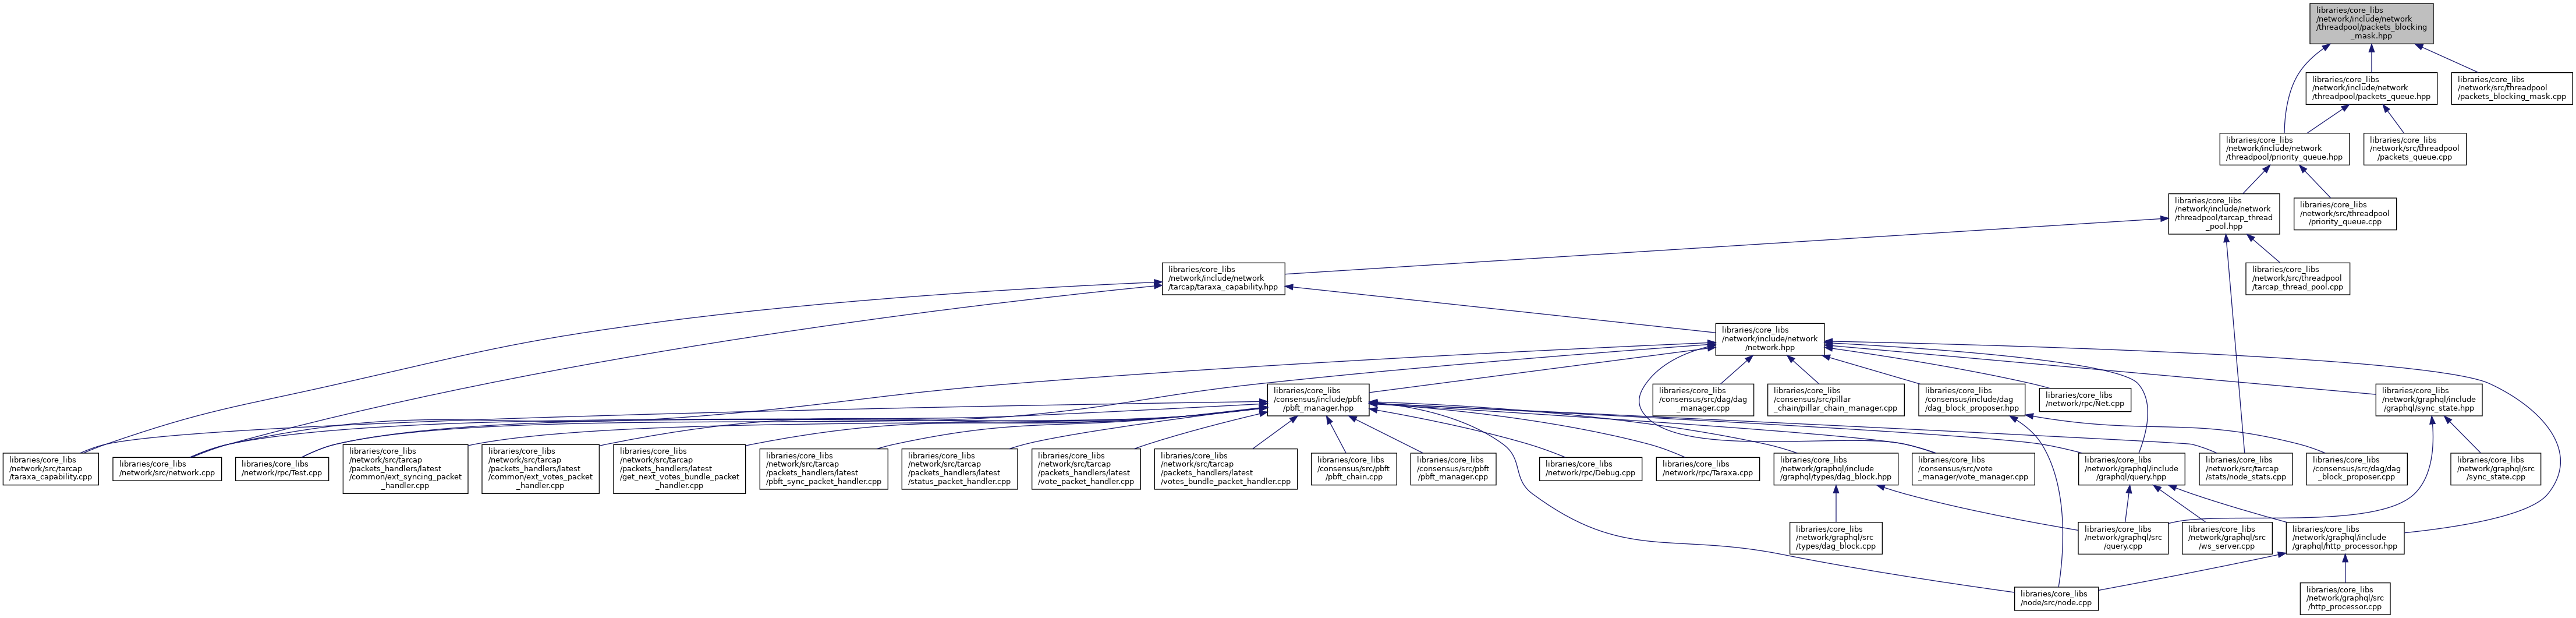 libraries/core_libs
/network/include/network
/threadpool/packets_blocking
_mask.hpp
libraries/core_libs
/network/include/network
/threadpool/packets_queue.hpp
libraries/core_libs
/network/src/threadpool
/packets_blocking_mask.cpp
libraries/core_libs
/network/include/network
/threadpool/priority_queue.hpp
libraries/core_libs
/network/src/threadpool
/packets_queue.cpp
libraries/core_libs
/network/include/network
/threadpool/tarcap_thread
_pool.hpp
libraries/core_libs
/network/src/threadpool
/priority_queue.cpp
libraries/core_libs
/network/include/network
/tarcap/taraxa_capability.hpp
libraries/core_libs
/network/src/threadpool
/tarcap_thread_pool.cpp
libraries/core_libs
/network/include/network
/network.hpp
libraries/core_libs
/consensus/include/pbft
/pbft_manager.hpp
libraries/core_libs
/consensus/src/dag/dag
_manager.cpp
libraries/core_libs
/consensus/src/pillar
_chain/pillar_chain_manager.cpp
libraries/core_libs
/consensus/include/dag
/dag_block_proposer.hpp
libraries/core_libs
/network/rpc/Net.cpp
libraries/core_libs
/network/graphql/include
/graphql/sync_state.hpp
libraries/core_libs
/network/src/tarcap
/taraxa_capability.cpp
libraries/core_libs
/network/src/network.cpp
libraries/core_libs
/network/rpc/Test.cpp
libraries/core_libs
/network/src/tarcap
/packets_handlers/latest
/common/ext_syncing_packet
_handler.cpp
libraries/core_libs
/network/src/tarcap
/packets_handlers/latest
/common/ext_votes_packet
_handler.cpp
libraries/core_libs
/network/src/tarcap
/packets_handlers/latest
/get_next_votes_bundle_packet
_handler.cpp
libraries/core_libs
/network/src/tarcap
/packets_handlers/latest
/pbft_sync_packet_handler.cpp
libraries/core_libs
/network/src/tarcap
/packets_handlers/latest
/status_packet_handler.cpp
libraries/core_libs
/network/src/tarcap
/packets_handlers/latest
/vote_packet_handler.cpp
libraries/core_libs
/network/src/tarcap
/packets_handlers/latest
/votes_bundle_packet_handler.cpp
libraries/core_libs
/consensus/src/pbft
/pbft_chain.cpp
libraries/core_libs
/consensus/src/pbft
/pbft_manager.cpp
libraries/core_libs
/network/rpc/Debug.cpp
libraries/core_libs
/network/rpc/Taraxa.cpp
libraries/core_libs
/network/graphql/include
/graphql/types/dag_block.hpp
libraries/core_libs
/consensus/src/vote
_manager/vote_manager.cpp
libraries/core_libs
/network/graphql/include
/graphql/query.hpp
libraries/core_libs
/network/src/tarcap
/stats/node_stats.cpp
libraries/core_libs
/consensus/src/dag/dag
_block_proposer.cpp
libraries/core_libs
/network/graphql/src
/sync_state.cpp
libraries/core_libs
/network/graphql/src
/types/dag_block.cpp
libraries/core_libs
/network/graphql/src
/query.cpp
libraries/core_libs
/network/graphql/src
/ws_server.cpp
libraries/core_libs
/network/graphql/include
/graphql/http_processor.hpp
libraries/core_libs
/node/src/node.cpp
libraries/core_libs
/network/graphql/src
/http_processor.cpp